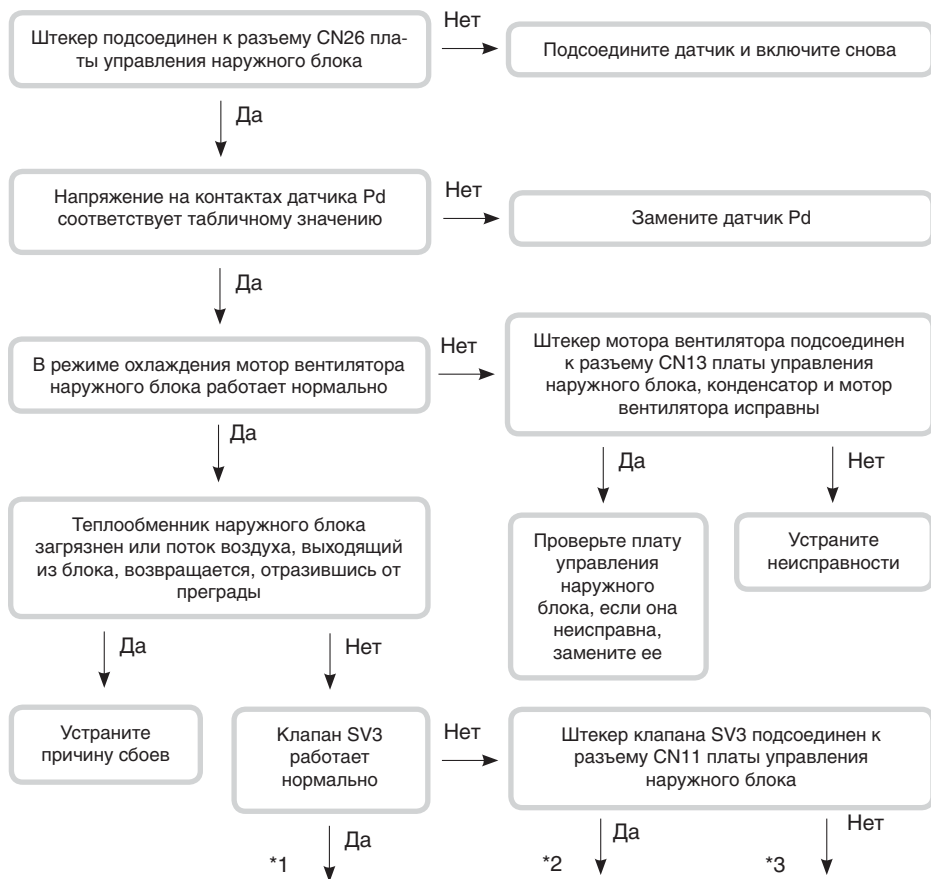 Штекер подсоединен к разъему CN26 пла-
ты управления наружного блока
Нет
Подсоедините датчик и включите снова
Да
Напряжение на контактах датчика Pd
соответствует табличному значению
Нет
Замените датчик Pd
Да
В режиме охлаждения мотор вентилятора
наружного блока работает нормально
Нет
Штекер мотора вентилятора подсоединен
к разъему CN13 платы управления
наружного блока, конденсатор и мотор
вентилятора исправны
Да
Да
Нет
Теплообменник наружного блока
загрязнен или поток воздуха, выходящий
из блока, возвращается, отразившись от
преграды
Проверьте плату
управления
наружного
блока, если она
неисправна,
замените ее
Устраните
неисправности
Да
Нет
Устраните
причину сбоев
Клапан SV3
работает
нормально
Нет
Штекер клапана SV3 подсоединен к
разъему CN11 платы управления
наружного блока
*1
Да
*2
Да
*3
Нет